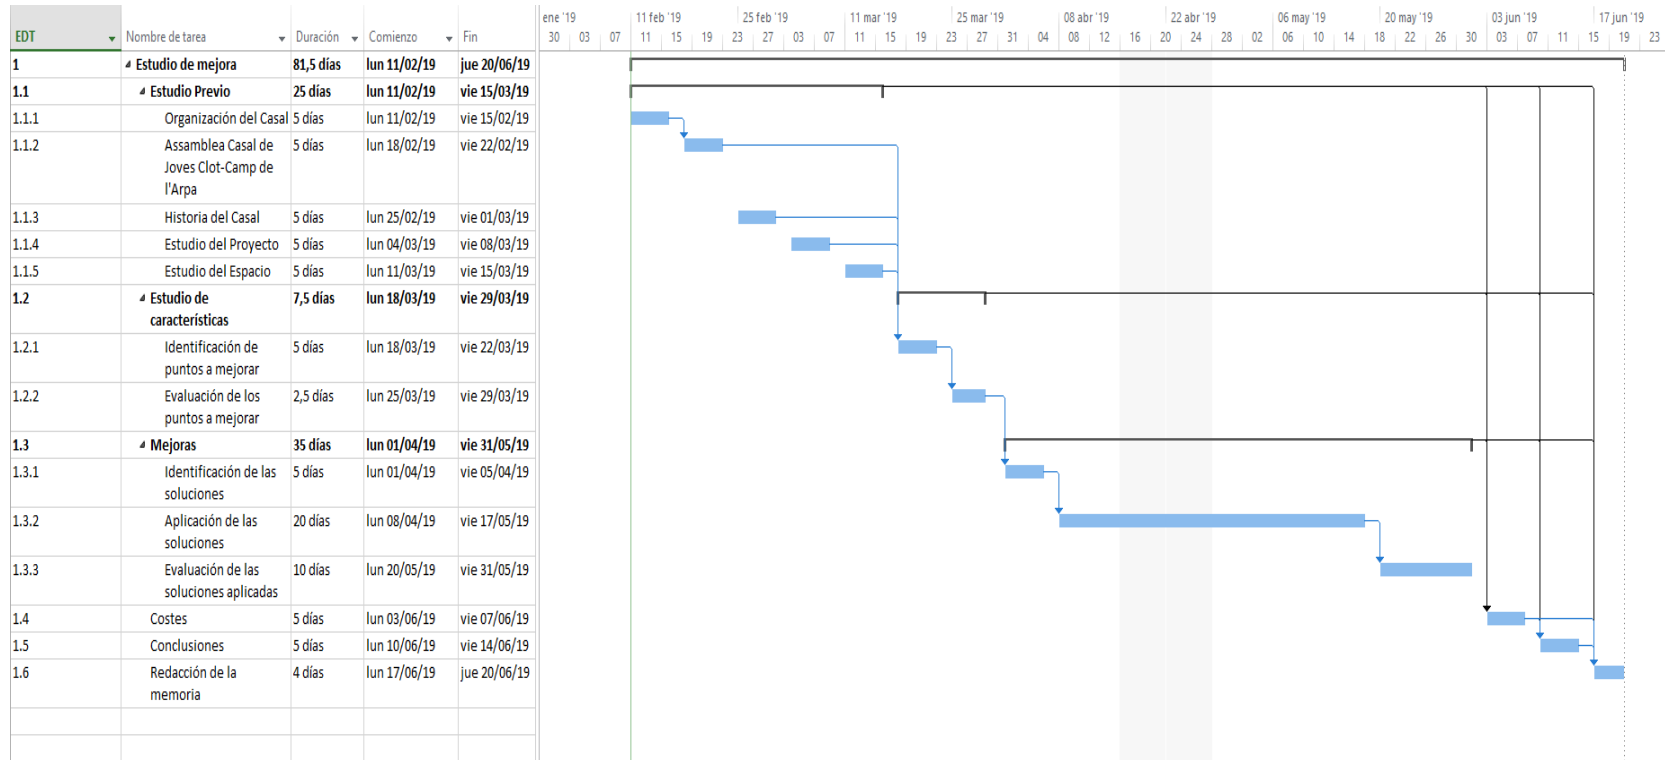 ene '19 11 feb '19 25 feb '19 11 mar '19 25 mar '19 08 abr '19 22 abr '19 06 may '19 20 may '19 03 jun '19 17 jun '19
EDT Nombre de tarea Duración Comienzo Fin 30 03 07 11 15 19 23 27 03 07 11 15 19 23 27 31 04 08 12 16 20 24 28 02 06 10 14 18 22 26 30 03 07 11 15 19 23
1 Estudio de mejora 81,5 días lun 11/02/19 jue 20/06/19
1.1 Estudio Previo 25 días lun 11/02/19 vie 15/03/19
1.1.1 Organización del Casal 5 días lun 11/02/19 vie 15/02/19
1.1.2 Assamblea Casal de 5 días lun 18/02/19 vie 22/02/19
Joves Clot-Camp de
l'Arpa
1.1.3 Historia del Casal 5 días lun 25/02/19 vie 01/03/19
1.1.4 Estudio del Proyecto 5 días lun 04/03/19 vie 08/03/19
1.1.5 Estudio del Espacio 5 días lun 11/03/19 vie 15/03/19
1.2 Estudio de 7,5 días lun 18/03/19 vie 29/03/19
características
1.2.1 Identificación de 5 días lun 18/03/19 vie 22/03/19
puntos a mejorar
1.2.2 Evaluación de los 2,5 días lun 25/03/19 vie 29/03/19
puntos a mejorar
1.3 Mejoras 35 días lun 01/04/19 vie 31/05/19
1.3.1 Identificación de las 5 días lun 01/04/19 vie 05/04/19
soluciones
1.3.2 Aplicación de las 20 días lun 08/04/19 vie 17/05/19
soluciones
1.3.3 Evaluación de las 10 días lun 20/05/19 vie 31/05/19
soluciones aplicadas
1.4 Costes 5 días lun 03/06/19 vie 07/06/19
1.5 Conclusiones 5 días lun 10/06/19 vie 14/06/19
1.6 Redacción de la 4 días lun 17/06/19 jue 20/06/19
memoria